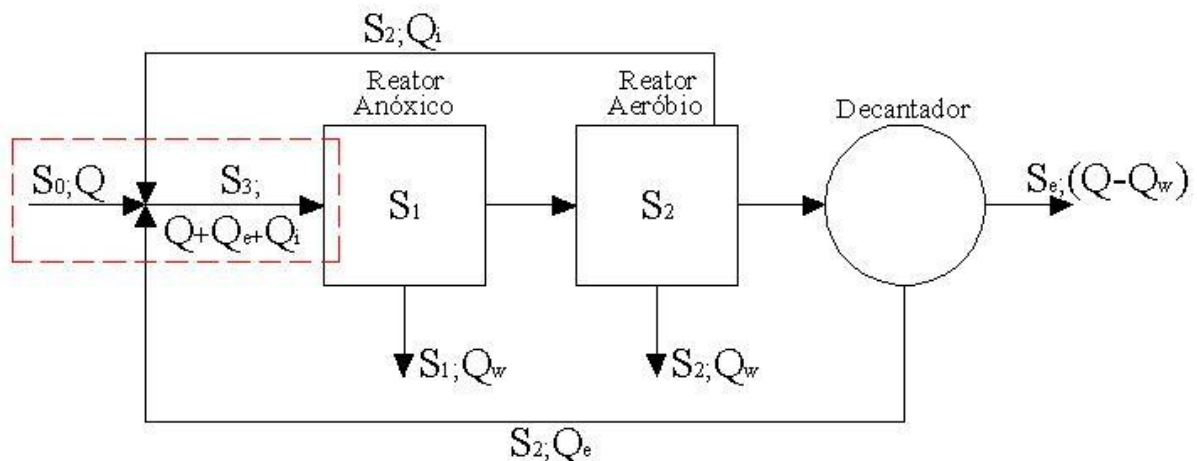 S2;Qi
Reator
Anóxico
Reator
Aeróbio
Decantador
S0;Q
S3;
Q+Qe+Qi
S1
S2
Se;(Q-Qw)
S1;Qw
S2;Qw
S2;Qe